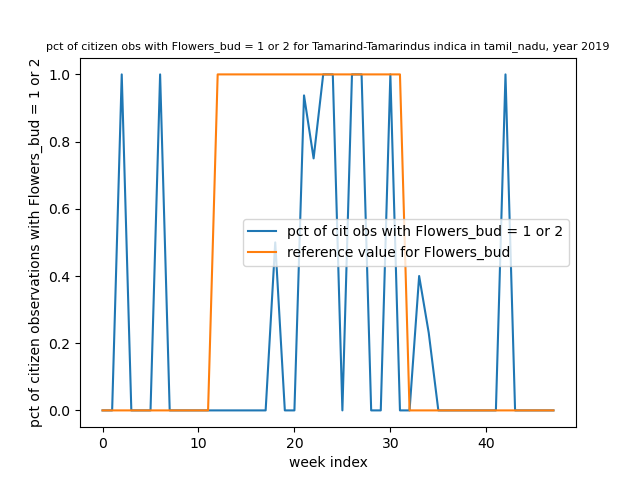 pct of citizen obs with Flowers_bud = 1 or 2 for Tamarind-Tamarindus indica in tamil_nadu, year 2019
pct of citizen observations with Flowers_bud = 1 or 2
1.0
0.8
0.6
0.4
0.2
0.0
pct of cit obs with Flowers_bud = 1 or 2
reference value for Flowers_bud
0 10 20 30 40
week index